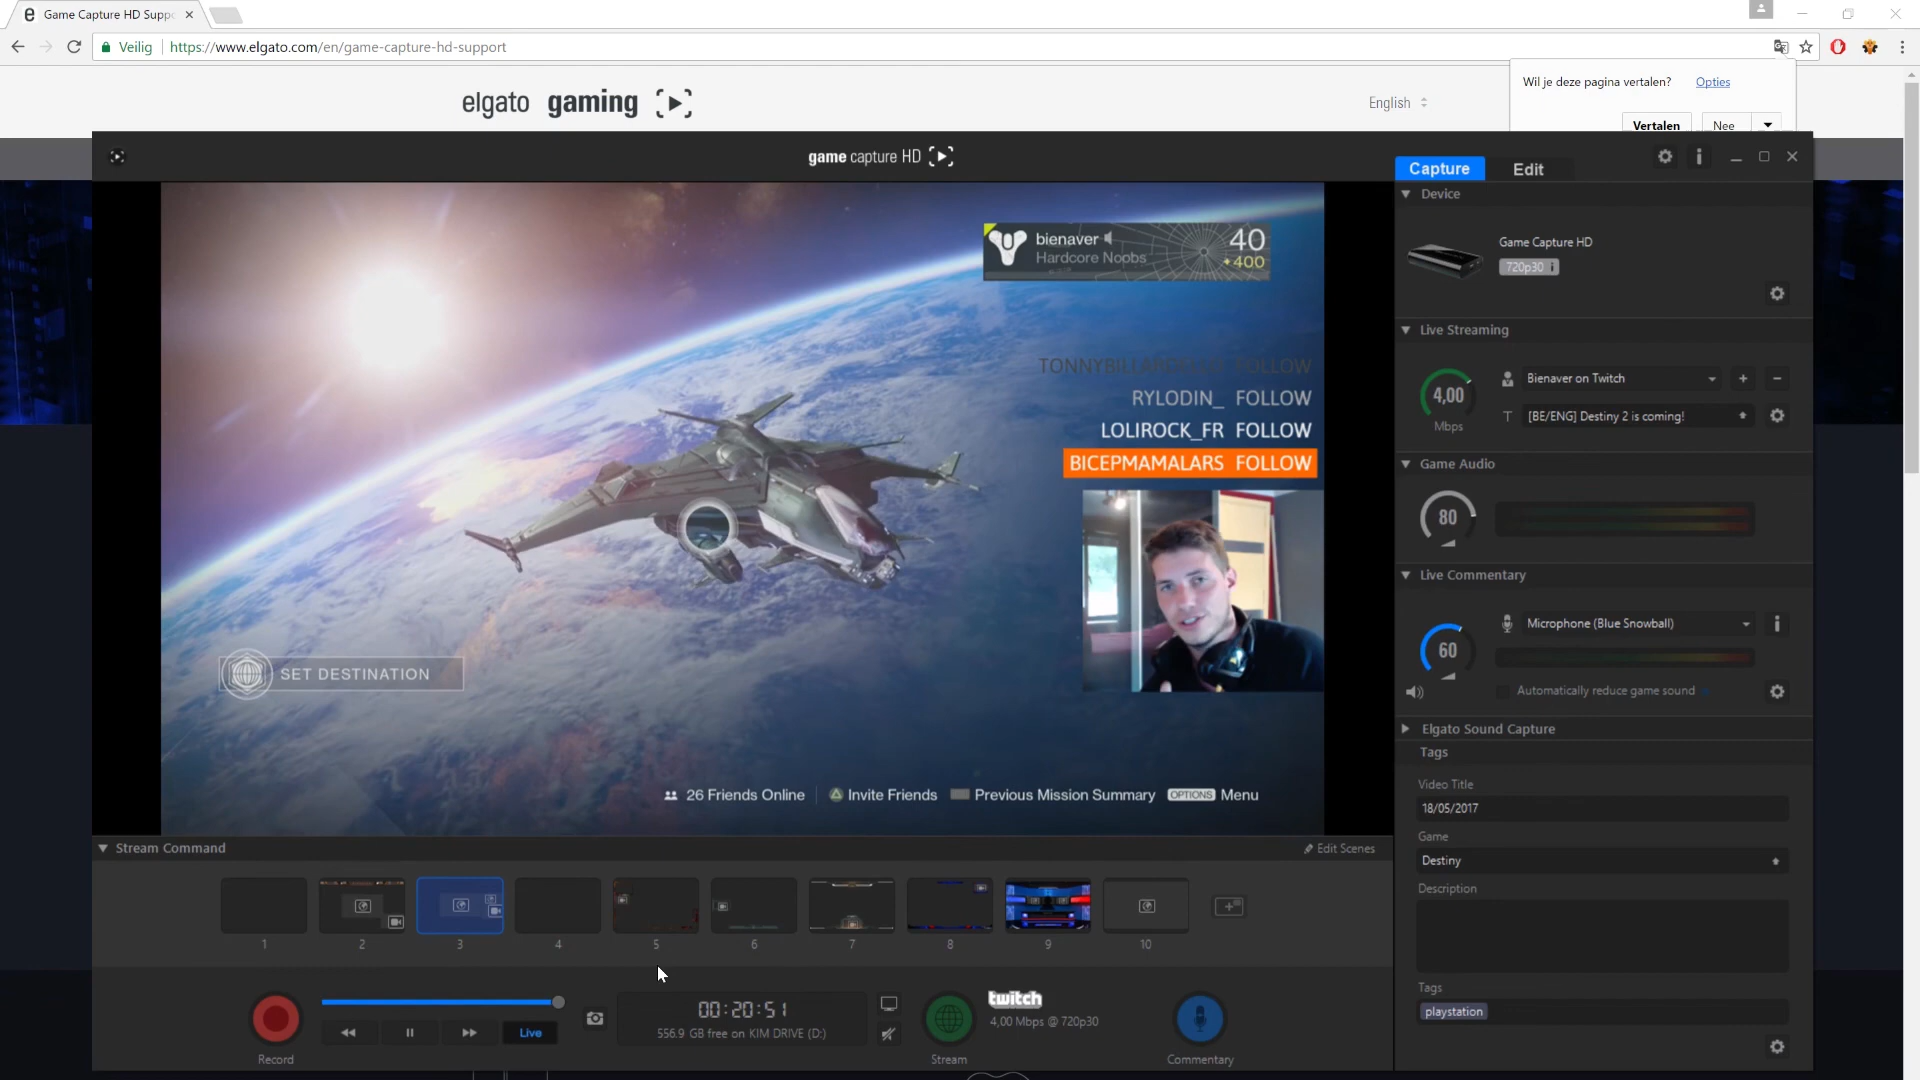 Game Capture HD Supp
Veilig
https://www.elgato.com/en/game-capture-hd-support
Wil je deze pagina vertalen?
Opties
Vertalen
Nee
elgato gaming
English
game capture HD
Capture
Edit
Device
Game Capture HD
720p30
bienaver
Hardcore Noobs
40
+400
Live Streaming
4,00
Mbps
Bienaver on Twitch
T
[BE/ENG] Destiny 2 is coming!
FOLLOW
RYLODIN_ FOLLOW
LOLIROCK_FR FOLLOW
BICEPMAMALARS FOLLOW
Game Audio
80
Live Commentary
60
Microphone (Blue Snowball)
Automatically reduce game sound
SET DESTINATION
Elgato Sound Capture
Tags
Video Title
18/05/2017
Game
Destiny
Description
Tags
playstation
26 Friends Online
Invite Friends
Previous Mission Summary
OPTIONS Menu
Stream Command
Edit Scenes
1
2
3
4
5
6
7
8
9
10
Record
Live
00:20:51
556.9 GB free on KIM DRIVE (D:)
Stream
twitch
4,00 Mbps @ 720p30
Commentary